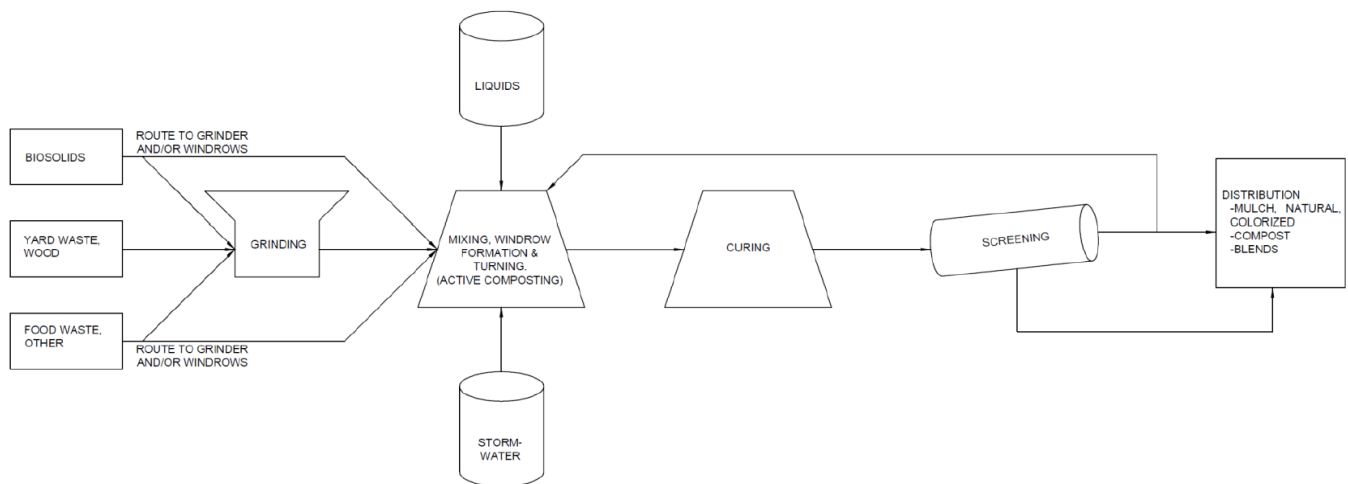 LIQUIDS
ROUTE TO GRINDER
AND/OR WINDROWS
BIOSOLIDS
YARD WASTE,
WOOD
GRINDING
MIXING, WINDROW
FORMATION &
TURNING.
(ACTIVE COMPOSTING)
CURING
SCREENING
DISTRIBUTION
-MULCH, NATURAL,
COLORIZED
-COMPOST
-BLENDS
FOOD WASTE,
OTHER
ROUTE TO GRINDER
AND/OR WINDROWS
STORM-
WATER